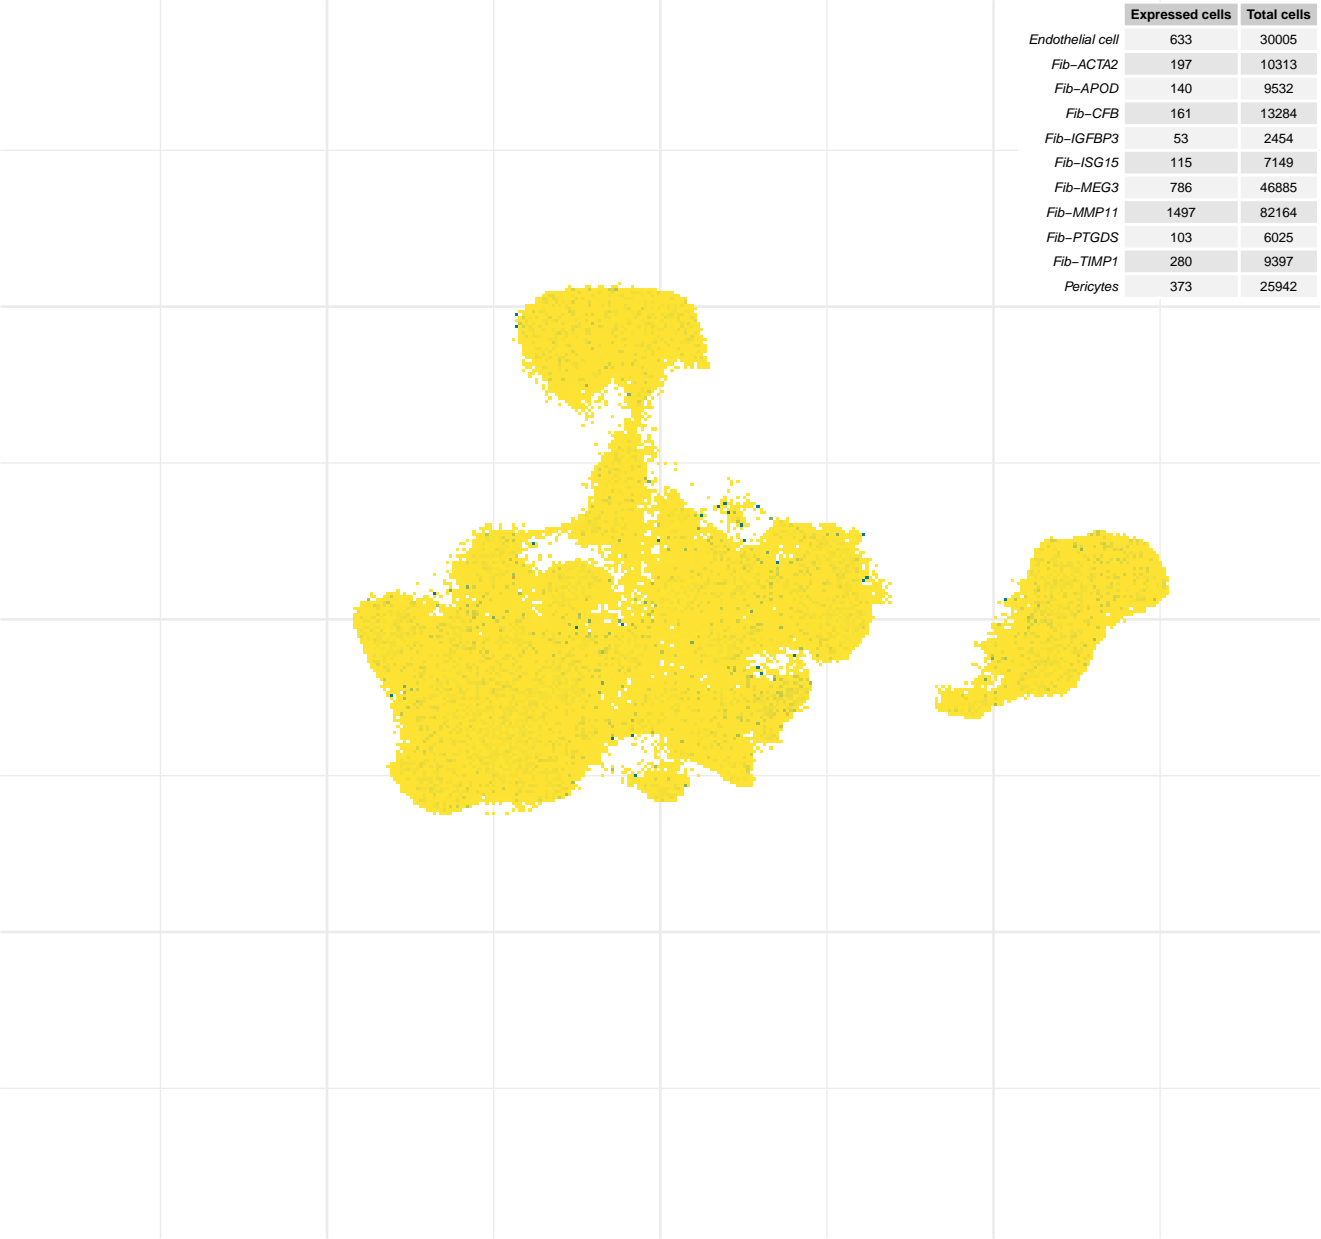 Expressed cells Total cells
Endothelial cell 633 30005
Fib−ACTA2 197 10313
Fib−APOD 140 9532
Fib−CFB 161 13284
Fib−IGFBP3 53 2454
Fib−ISG15 115 7149
Fib−MEG3 786 46885
Fib−MMP11 1497 82164
Fib−PTGDS 103 6025
Fib−TIMP1 280 9397
Pericytes 373 25942